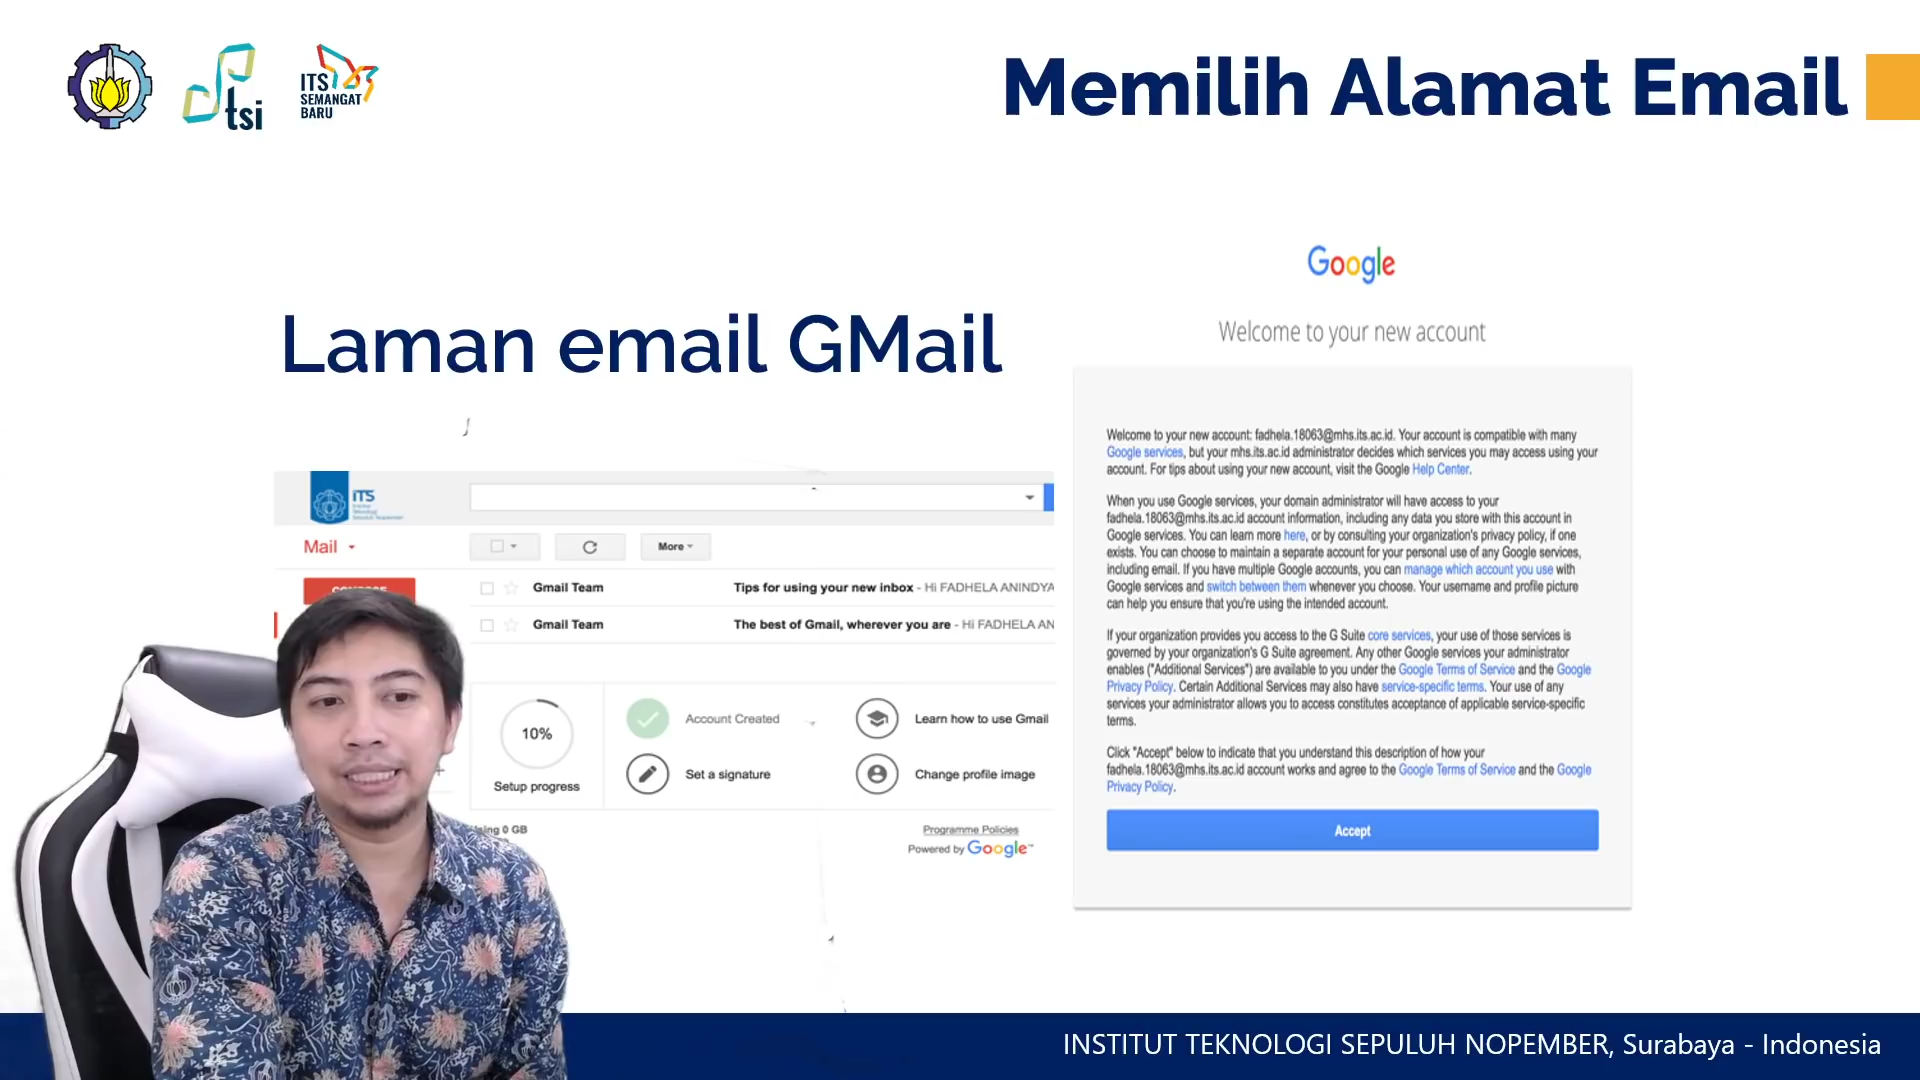 tsi
ITS
SEMANGAT
BARU
Memilih Alamat Email
Laman email GMail
ITS
Institut
Teknologi
Sepuluh Nopember
Mail
More
Gmail Team
Tips for using your new inbox - Hi FADHELA ANINDYA
Gmail Team
The best of Gmail, wherever you are - Hi FADHELA AN
10%
Setup progress
Account Created
Learn how to use Gmail
Set a signature
Change profile image
0 GB
Programme Policies
Powered by Google™
Google
Welcome to your new account
Welcome to your new account: fadhela.18063@mhs.its.ac.id. Your account is compatible with many
Google services, but your mhs.its.ac.id administrator decides which services you may access using your
account. For tips about using your new account, visit the Google Help Center.
When you use Google services, your domain administrator will have access to your
fadhela.18063@mhs.its.ac.id account information, including any data you store with this account in
Google services. You can learn more here, or by consulting your organization's privacy policy, if one
exists. You can choose to maintain a separate account for your personal use of any Google services,
including email. If you have multiple Google accounts, you can manage which account you use with
Google services and switch between them whenever you choose. Your username and profile picture
can help you ensure that you're using the intended account.
If your organization provides you access to the G Suite core services, your use of those services is
governed by your organization's G Suite agreement. Any other Google services your administrator
enables ("Additional Services") are available to you under the Google Terms of Service and the Google
Privacy Policy. Certain Additional Services may also have service-specific terms. Your use of any
services your administrator allows you to access constitutes acceptance of applicable service-specific
terms.
Click "Accept" below to indicate that you understand this description of how your
fadhela.18063@mhs.its.ac.id account works and agree to the Google Terms of Service and the Google
Privacy Policy.
Accept
INSTITUT TEKNOLOGI SEPULUH NOPEMBER, Surabaya - Indonesia